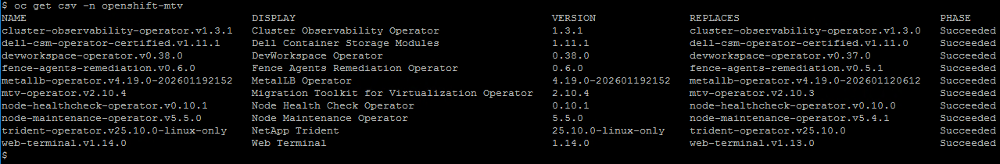 $ oc get csv -n openshift-mtv
NAME DISPLAY VERSION REPLACES PHASE
cluster-observability-operator.v1.3.1 Cluster Observability Operator 1.3.1 cluster-observability-operator.v1.3.0 Succeeded
dell-csm-operator-certified.v1.11.1 Dell Container Storage Modules 1.11.1 dell-csm-operator-certified.v1.11.0 Succeeded
devworkspace-operator.v0.38.0 DevWorkspace Operator 0.38.0 devworkspace-operator.v0.37.0 Succeeded
fence-agents-remediation.v0.6.0 Fence Agents Remediation Operator 0.6.0 fence-agents-remediation.v0.5.1 Succeeded
metallb-operator.v4.19.0-202601192152 MetalLB Operator 4.19.0-202601192152 metallb-operator.v4.19.0-202601120612 Succeeded
mtv-operator.v2.10.4 Migration Toolkit for Virtualization Operator 2.10.4 mtv-operator.v2.10.3 Succeeded
node-healthcheck-operator.v0.10.1 Node Health Check Operator 0.10.1 node-healthcheck-operator.v0.10.0 Succeeded
node-maintenance-operator.v5.5.0 Node Maintenance Operator 5.5.0 node-maintenance-operator.v5.4.1 Succeeded
trident-operator.v25.10.0-linux-only NetApp Trident 25.10.0-linux-only trident-operator.v25.10.0 Succeeded
web-terminal.v1.14.0 Web Terminal 1.14.0 web-terminal.v1.13.0 Succeeded
$